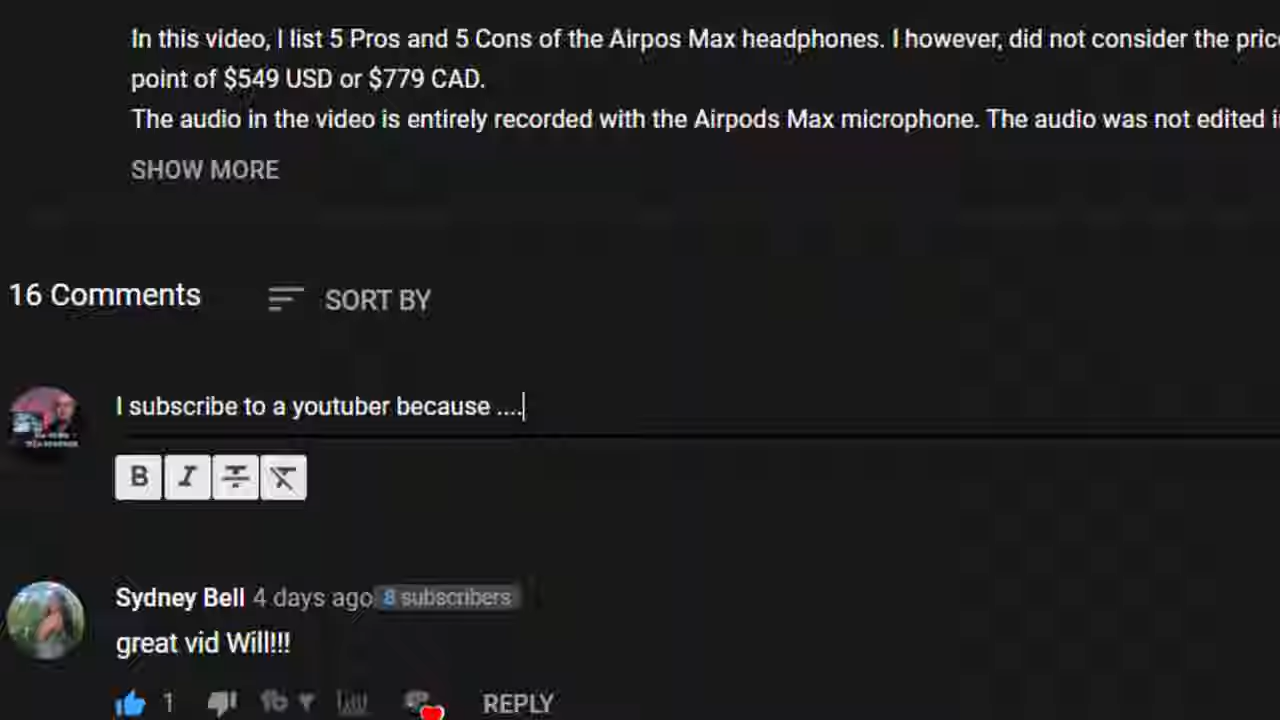 In this video, I list 5 Pros and 5 Cons of the Airpos Max headphones. I however, did not consider the price
point of $549 USD or $779 CAD.
The audio in the video is entirely recorded with the Airpods Max microphone. The audio was not edited i
SHOW MORE
16 Comments SORT BY
I subscribe to a youtuber because ....
B I T T
Sydney Bell 4 days ago 8 subscribers
great vid Will!!!
1 REPLY